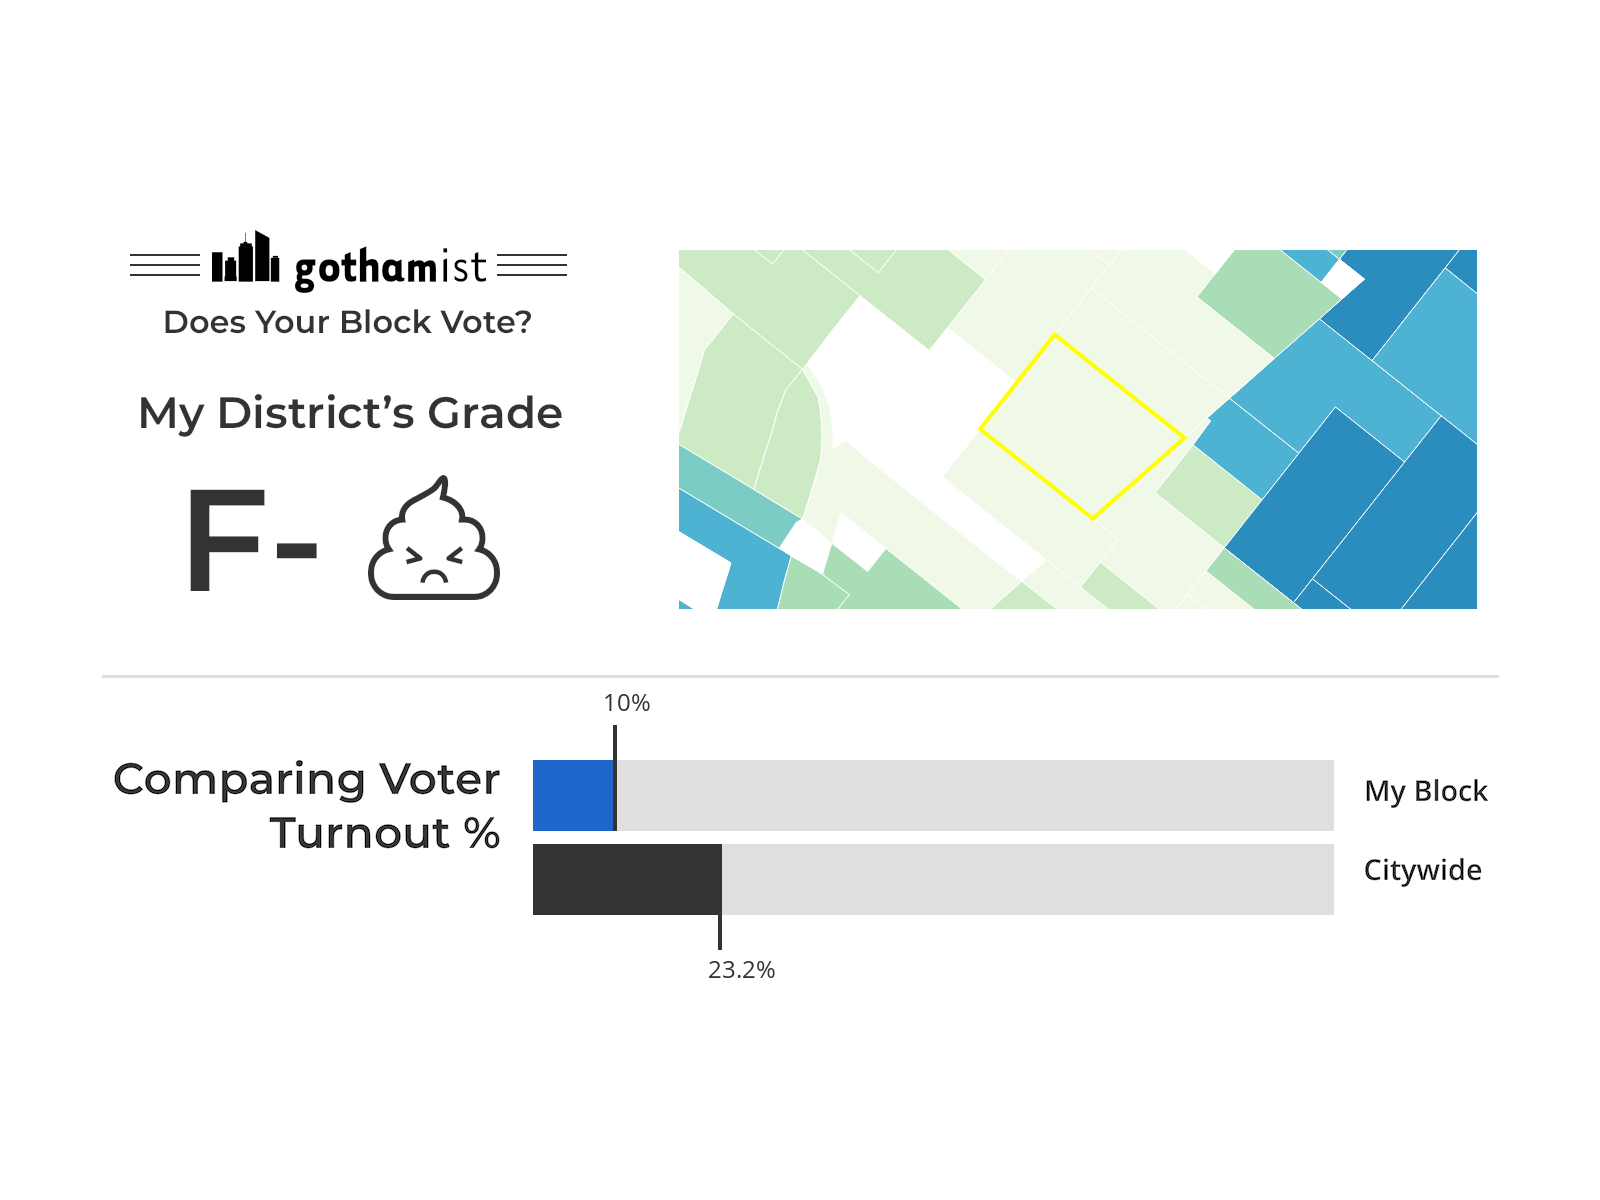 gothamist
Does Your Block Vote?
My District’s Grade
F-
10%
Comparing Voter
Turnout %
My Block
Citywide
23.2%